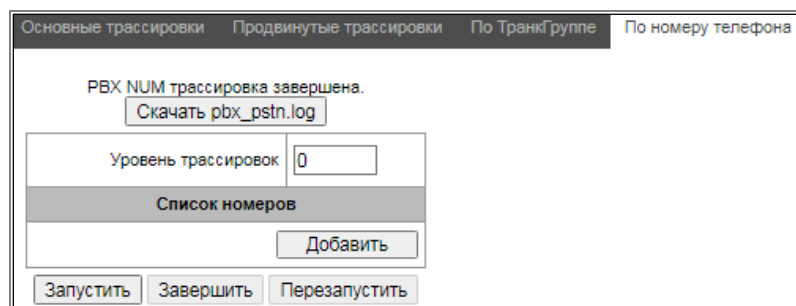 Основные трассировки Продвинутые трассировки По ТранкГруппе По номеру телефона
PBX NUM трассировка завершена.
Скачать pbx_pstn.log
Уровень трассировок 0
Список номеров
Добавить
Запустить Завершить Перезапустить